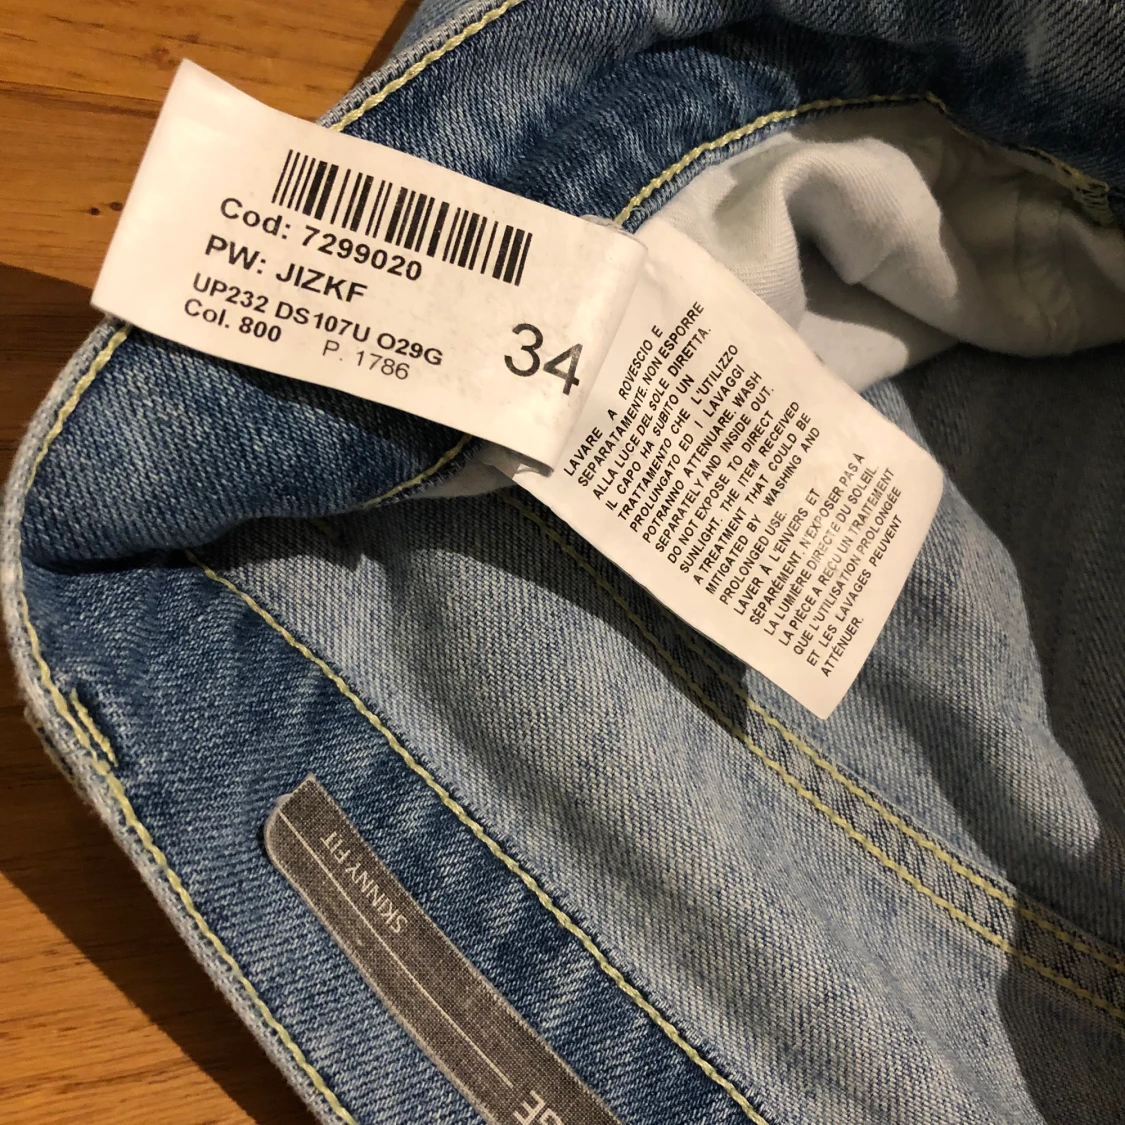 Cod: 7299020
PW: JIZKF
UP232 DS107U O29G
Col. 800
P. 1786
34
LAVARE A ROVESCIO E
SEPARATAMENTE. NON ESPORRE
ALLA LUCE DEL SOLE DIRETTA.
IL CAPO HA SUBITO UN
TRATTAMENTO CHE L'UTILIZZO
PROLUNGATO ED I LAVAGGI
POTRANNO ATTENUARE. WASH
SEPARATELY AND INSIDE OUT.
DO NOT EXPOSE TO DIRECT
SUNLIGHT. THE ITEM RECEIVED
A TREATMENT THAT COULD BE
MITIGATED BY WASHING AND
PROLONGED USE.
LAVER À L'ENVERS ET
SÉPARÉMENT. N'EXPOSER PAS À
LA LUMIÈRE DIRECTE DU SOLEIL.
LA PIÈCE A REÇU UN TRAITEMENT
QUE L'UTILISATION PROLONGÉE
ET LES LAVAGES PEUVENT
ATTÉNUER.
SKINNY FIT
GE